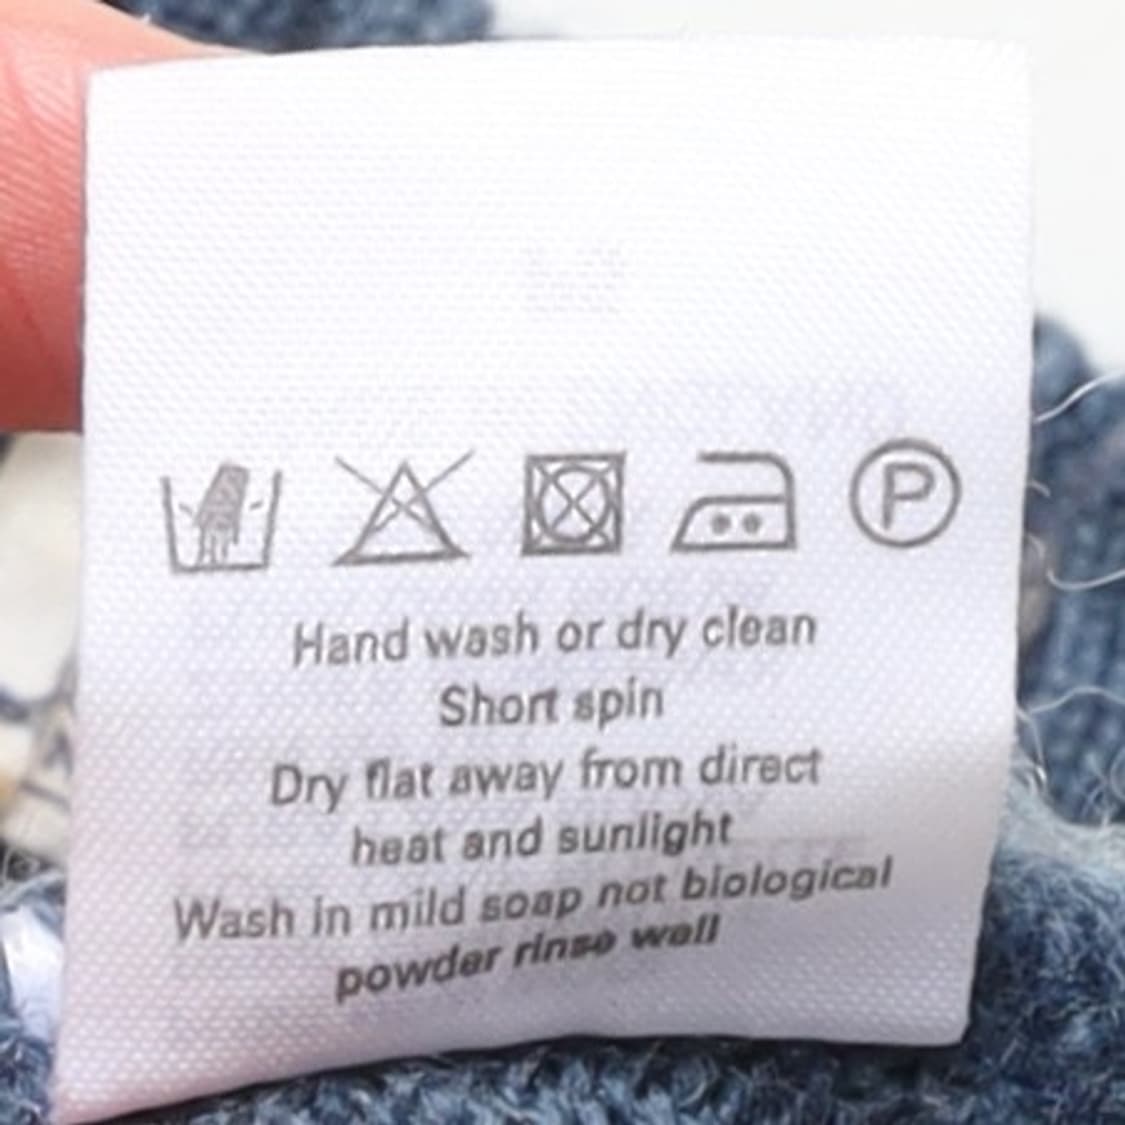 P
Hand wash or dry clean
Short spin
Dry flat away from direct
heat and sunlight
Wash in mild soap not biological
powder rinse well